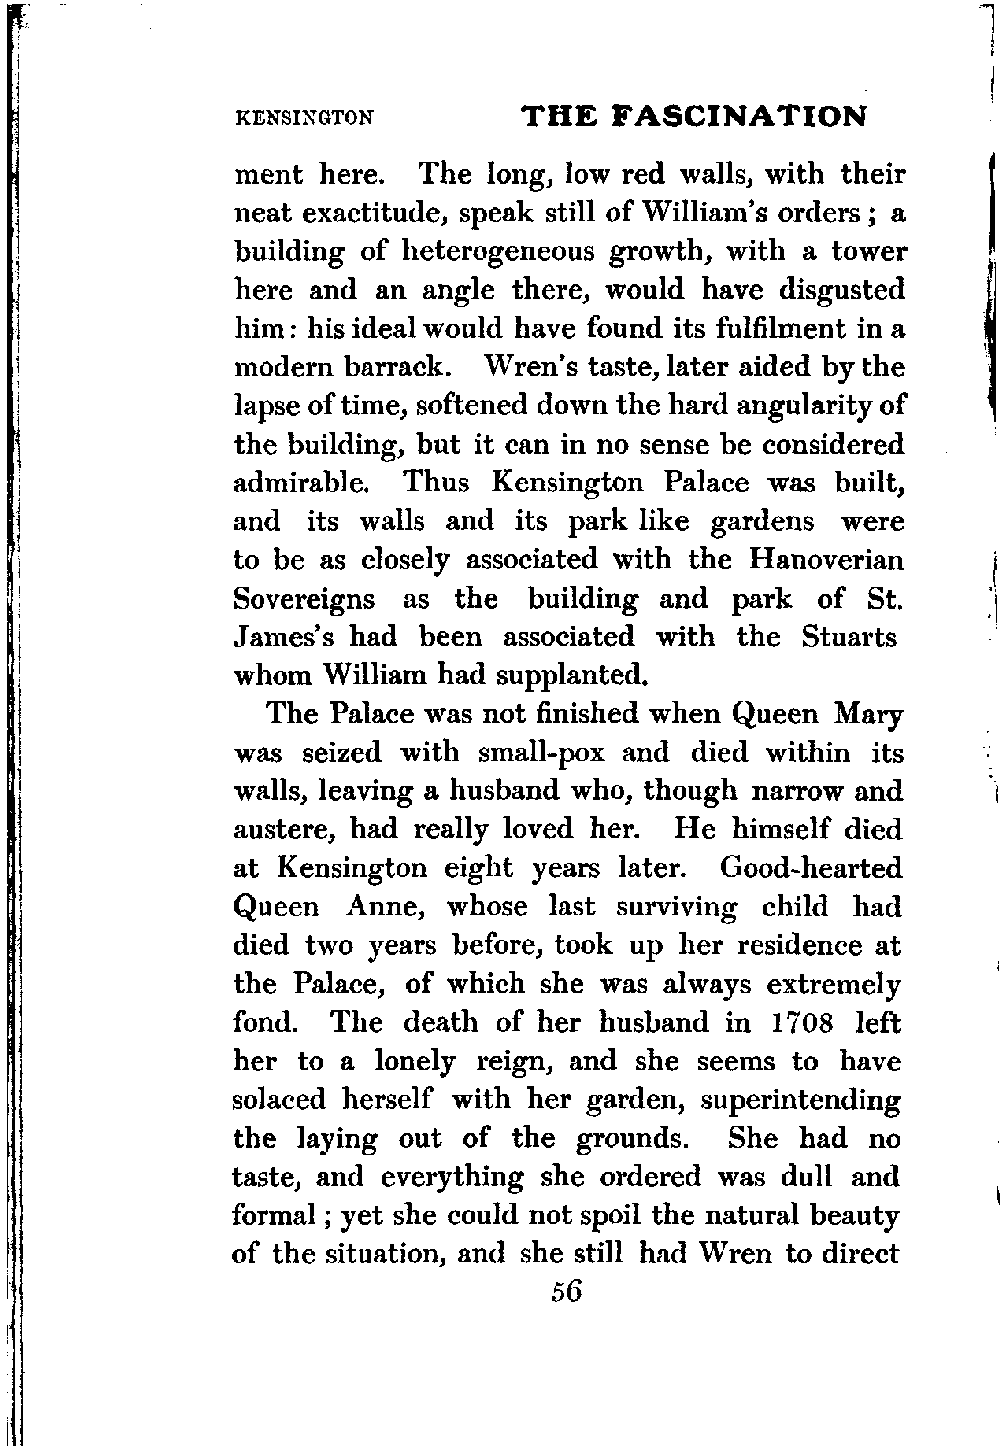 KENSINGTON THE FASCINATION
ment here. The long, low red walls, with their
neat exactitude, speak still of William's orders; a
building of heterogeneous growth, with a tower
here and an angle there, would have disgusted
him: his ideal would have found its fulfilment in a
modern barrack. Wren's taste, later aided by the
lapse of time, softened down the hard angularity of
the building, but it can in no sense be considered
admirable. Thus Kensington Palace was built,
and its walls and its park like gardens were
to be as closely associated with the Hanoverian
Sovereigns as the building and park of St.
James's had been associated with the Stuarts
whom William had supplanted.
The Palace was not finished when Queen Mary
was seized with small-pox and died within its
walls, leaving a husband who, though narrow and
austere, had really loved her. He himself died
at Kensington eight years later. Good-hearted
Queen Anne, whose last surviving child had
died two years before, took up her residence at
the Palace, of which she was always extremely
fond. The death of her husband in 1708 left
her to a lonely reign, and she seems to have
solaced herself with her garden, superintending
the laying out of the grounds. She had no
taste, and everything she ordered was dull and
formal; yet she could not spoil the natural beauty
of the situation, and she still had Wren to direct
56